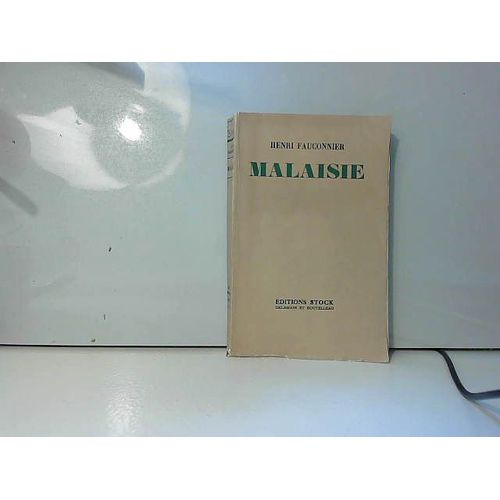 HENRI FAUCONNIER
MALAISIE
EDITIONS STOCK
DELAMAIN ET BOUTELLEAU